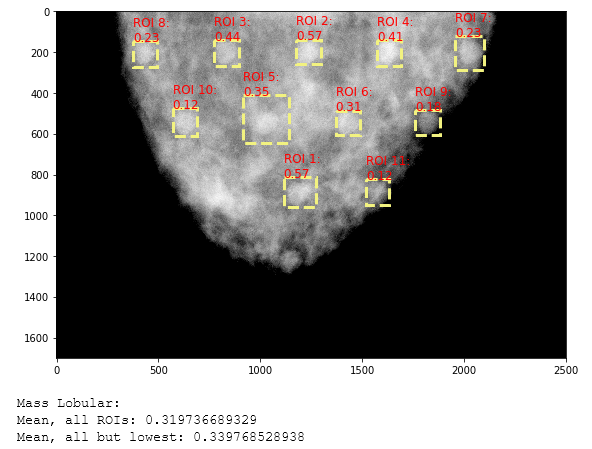 0
200
400
600
800
1000
1200
1400
1600
0
500
1000
1500
2000
2500
ROI 8:
0.23
ROI 3:
0.44
ROI 2:
0.57
ROI 4:
0.41
ROI 7:
0.23
ROI 10:
0.12
ROI 5:
0.35
ROI 6:
0.31
ROI 9:
ROI 1:
0.57
ROI 11:
Mass Lobular:
Mean, all ROIs: 0.319736689329
Mean, all but lowest: 0.339768528938